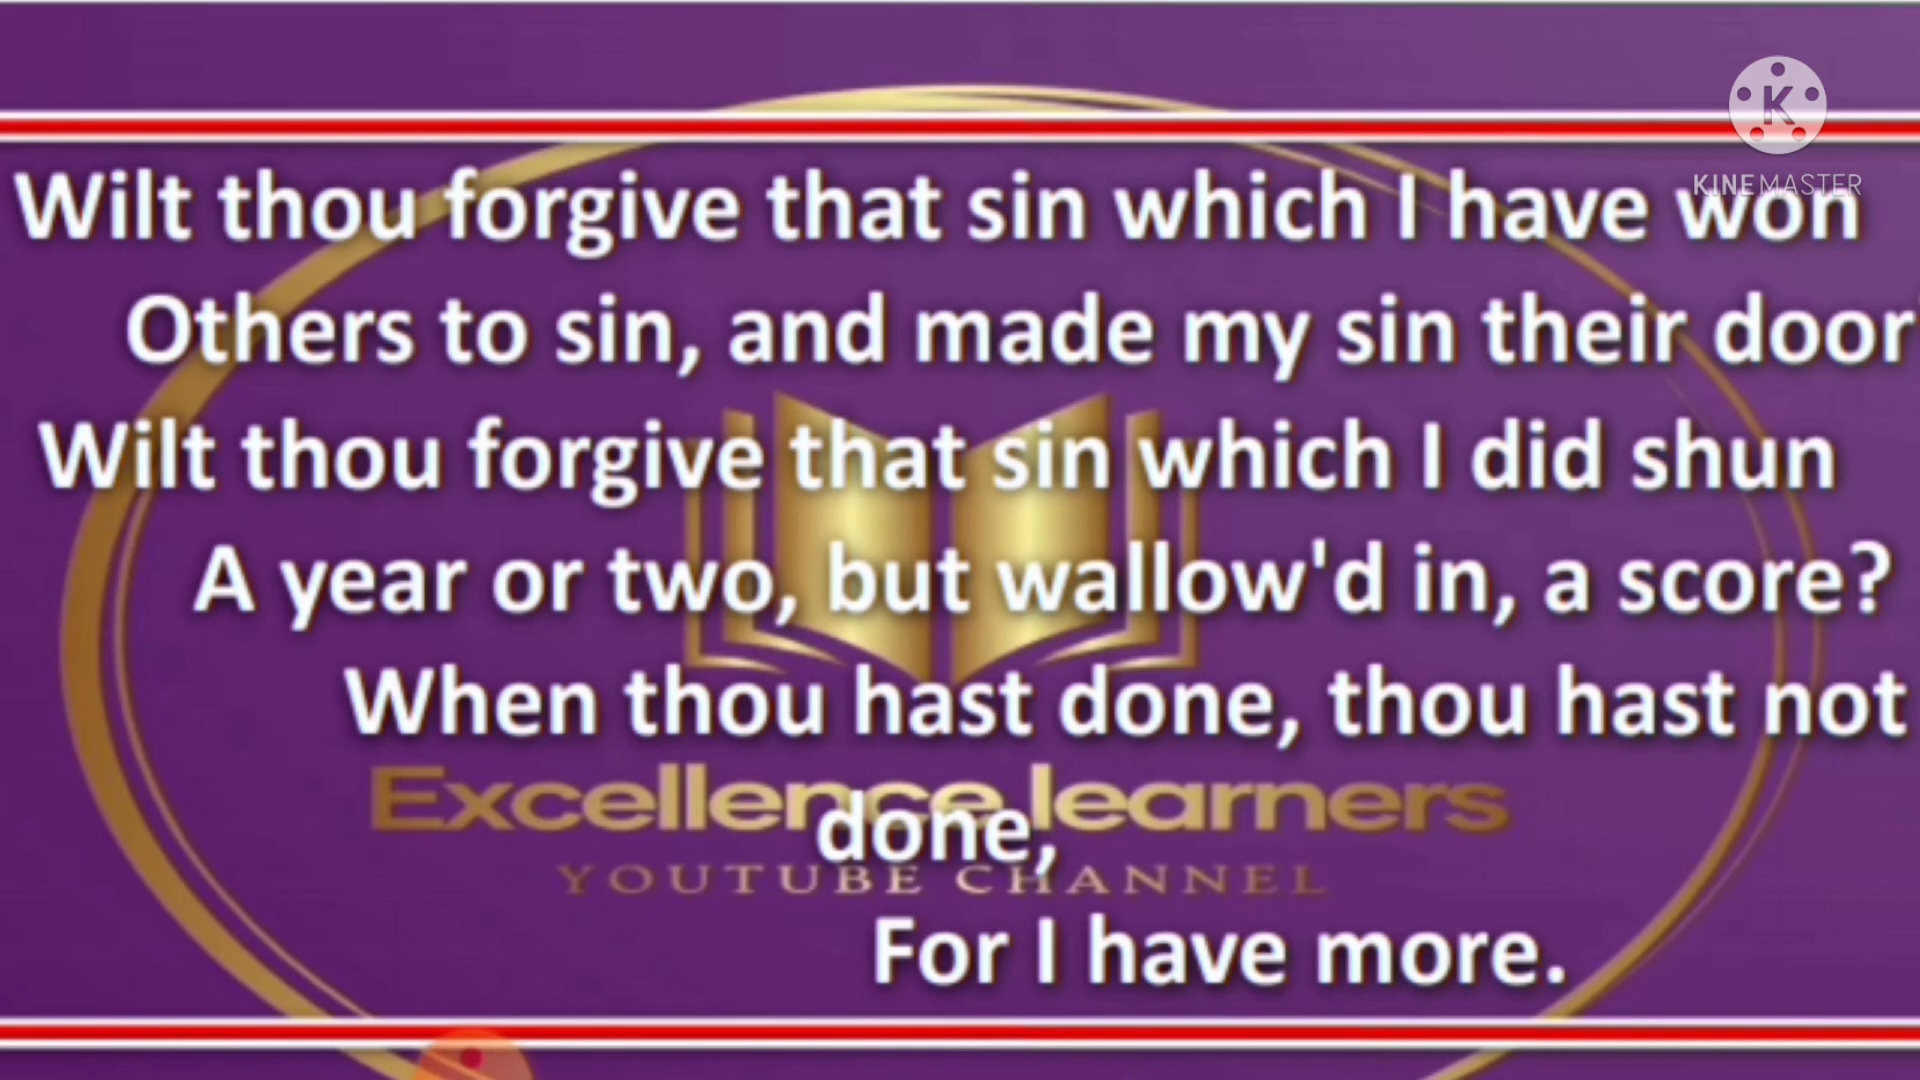 KINEMASTER
Wilt thou forgive that sin which I have won
Others to sin, and made my sin their door
Wilt thou forgive that sin which I did shun
A year or two, but wallow'd in, a score?
When thou hast done, thou hast not
Excellence learners
done,
YOUTUBE CHANNEL
For I have more.